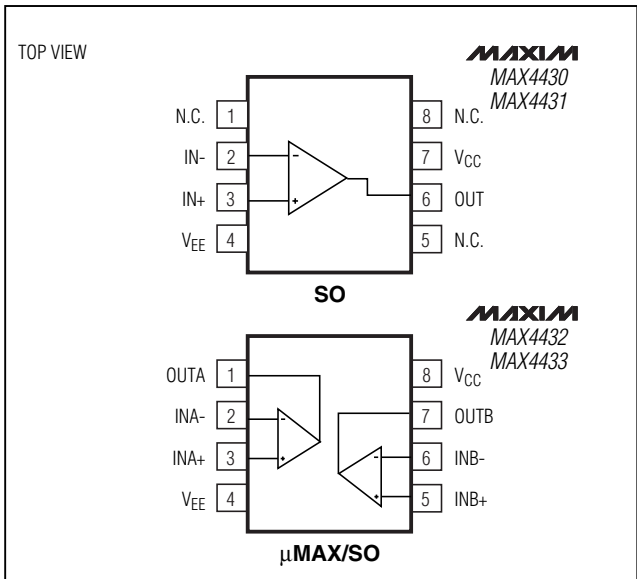 TOP VIEW
MAXIM
MAX4430
MAX4431
N.C. 1
IN- 2
IN+ 3
VEE 4
8 N.C.
7 VCC
6 OUT
5 N.C.
-
+
SO
MAXIM
MAX4432
MAX4433
OUTA 1
INA- 2
INA+ 3
VEE 4
8 VCC
7 OUTB
6 INB-
5 INB+
-
+
-
+
µMAX/SO